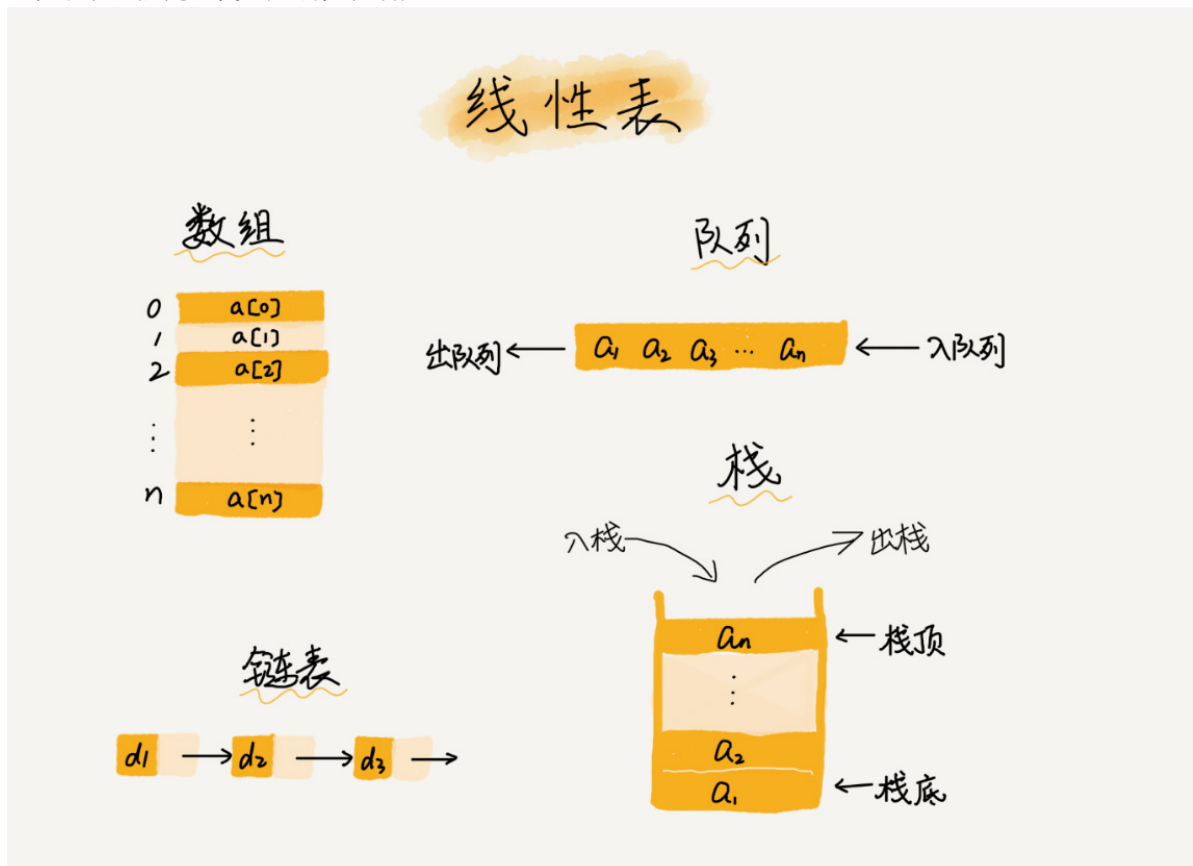 线性表
数组
0 a[0]
1 a[1]
2 a[2]
⋮ ⋮
n a[n]
队列
出队列 a₁ a₂ a₃ … aₙ 入队列
栈
入栈 出栈
aₙ 栈顶
⋮
a₂
a₁ 栈底
链表
d₁ d₂ d₃